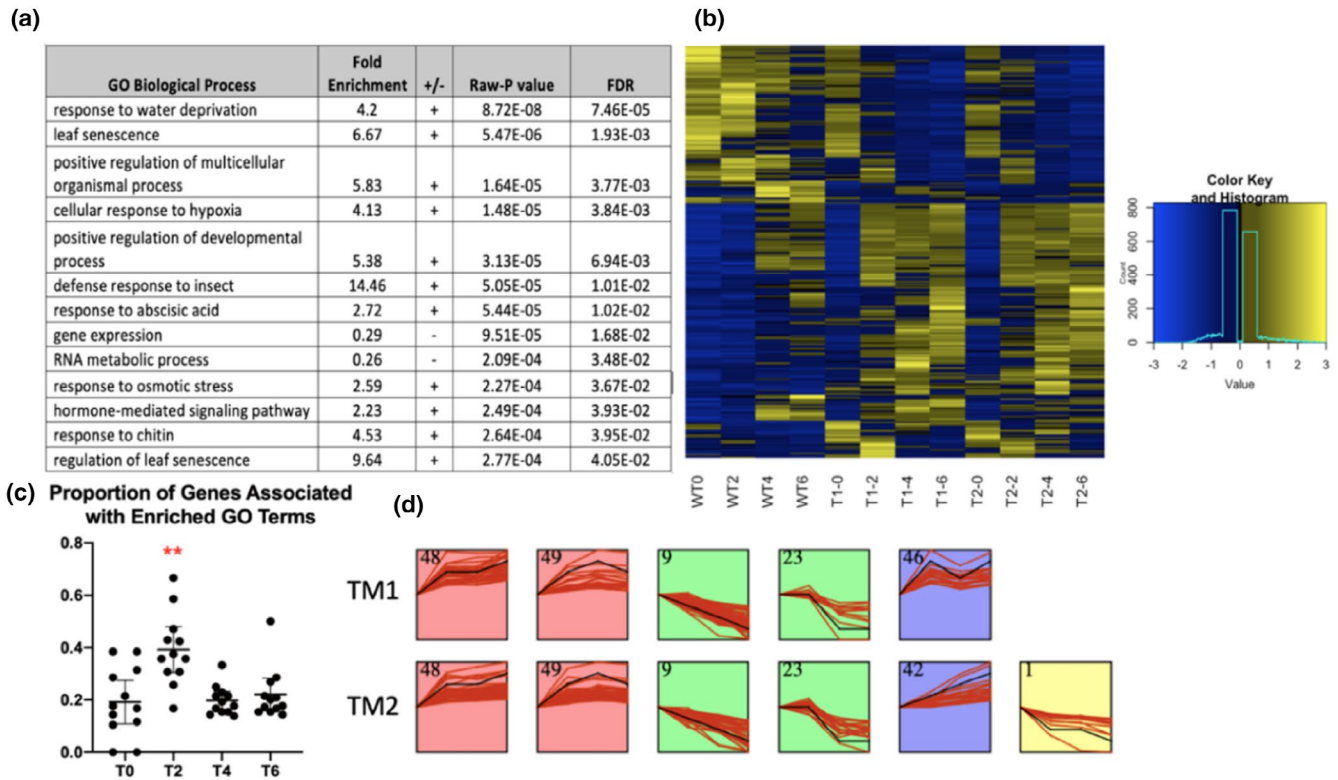 (a)
GO Biological Process Fold Enrichment +/- Raw-P value FDR
response to water deprivation 4.2 + 8.72E-08 7.46E-05
leaf senescence 6.67 + 5.47E-06 1.93E-03
positive regulation of multicellular
organismal process 5.83 + 1.64E-05 3.77E-03
cellular response to hypoxia 4.13 + 1.48E-05 3.84E-03
positive regulation of developmental
process 5.38 + 3.13E-05 6.94E-03
defense response to insect 14.46 + 5.05E-05 1.01E-02
response to abscisic acid 2.72 + 5.44E-05 1.02E-02
gene expression 0.29 - 9.51E-05 1.68E-02
RNA metabolic process 0.26 - 2.09E-04 3.48E-02
response to osmotic stress 2.59 + 2.27E-04 3.67E-02
hormone-mediated signaling pathway 2.23 + 2.49E-04 3.93E-02
response to chitin 4.53 + 2.64E-04 3.95E-02
regulation of leaf senescence 9.64 + 2.77E-04 4.05E-02
(b)
WT0 WT2 WT4 WT6 T1-0 T1-2 T1-4 T1-6 T2-0 T2-2 T2-4 T2-6
Color Key
and Histogram
Count
800
600
400
200
0
-3 -2 -1 0 1 2 3
Value
(c)
Proportion of Genes Associated
with Enriched GO Terms
**
0.8
0.6
0.4
0.2
0.0
T0 T2 T4 T6
(d)
TM1
48 49 9 23 46
TM2
48 49 9 23 42 1